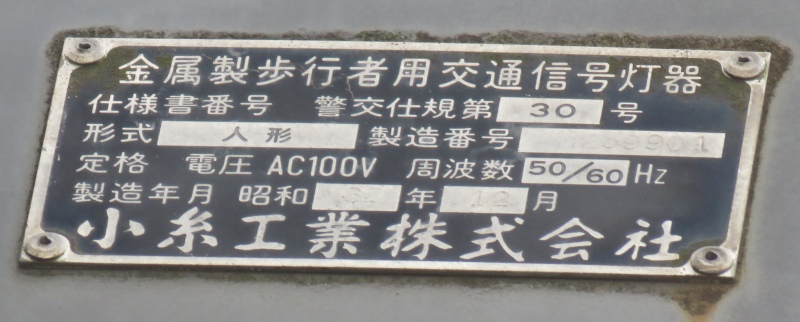 金属製歩行者用交通信号灯器
仕様書番号 警交仕規第 30 号
形式 人形 製造番号
定格 電圧 AC100V 周波数 50/60 Hz
製造年月 昭和 年 12 月
小糸工業株式会社